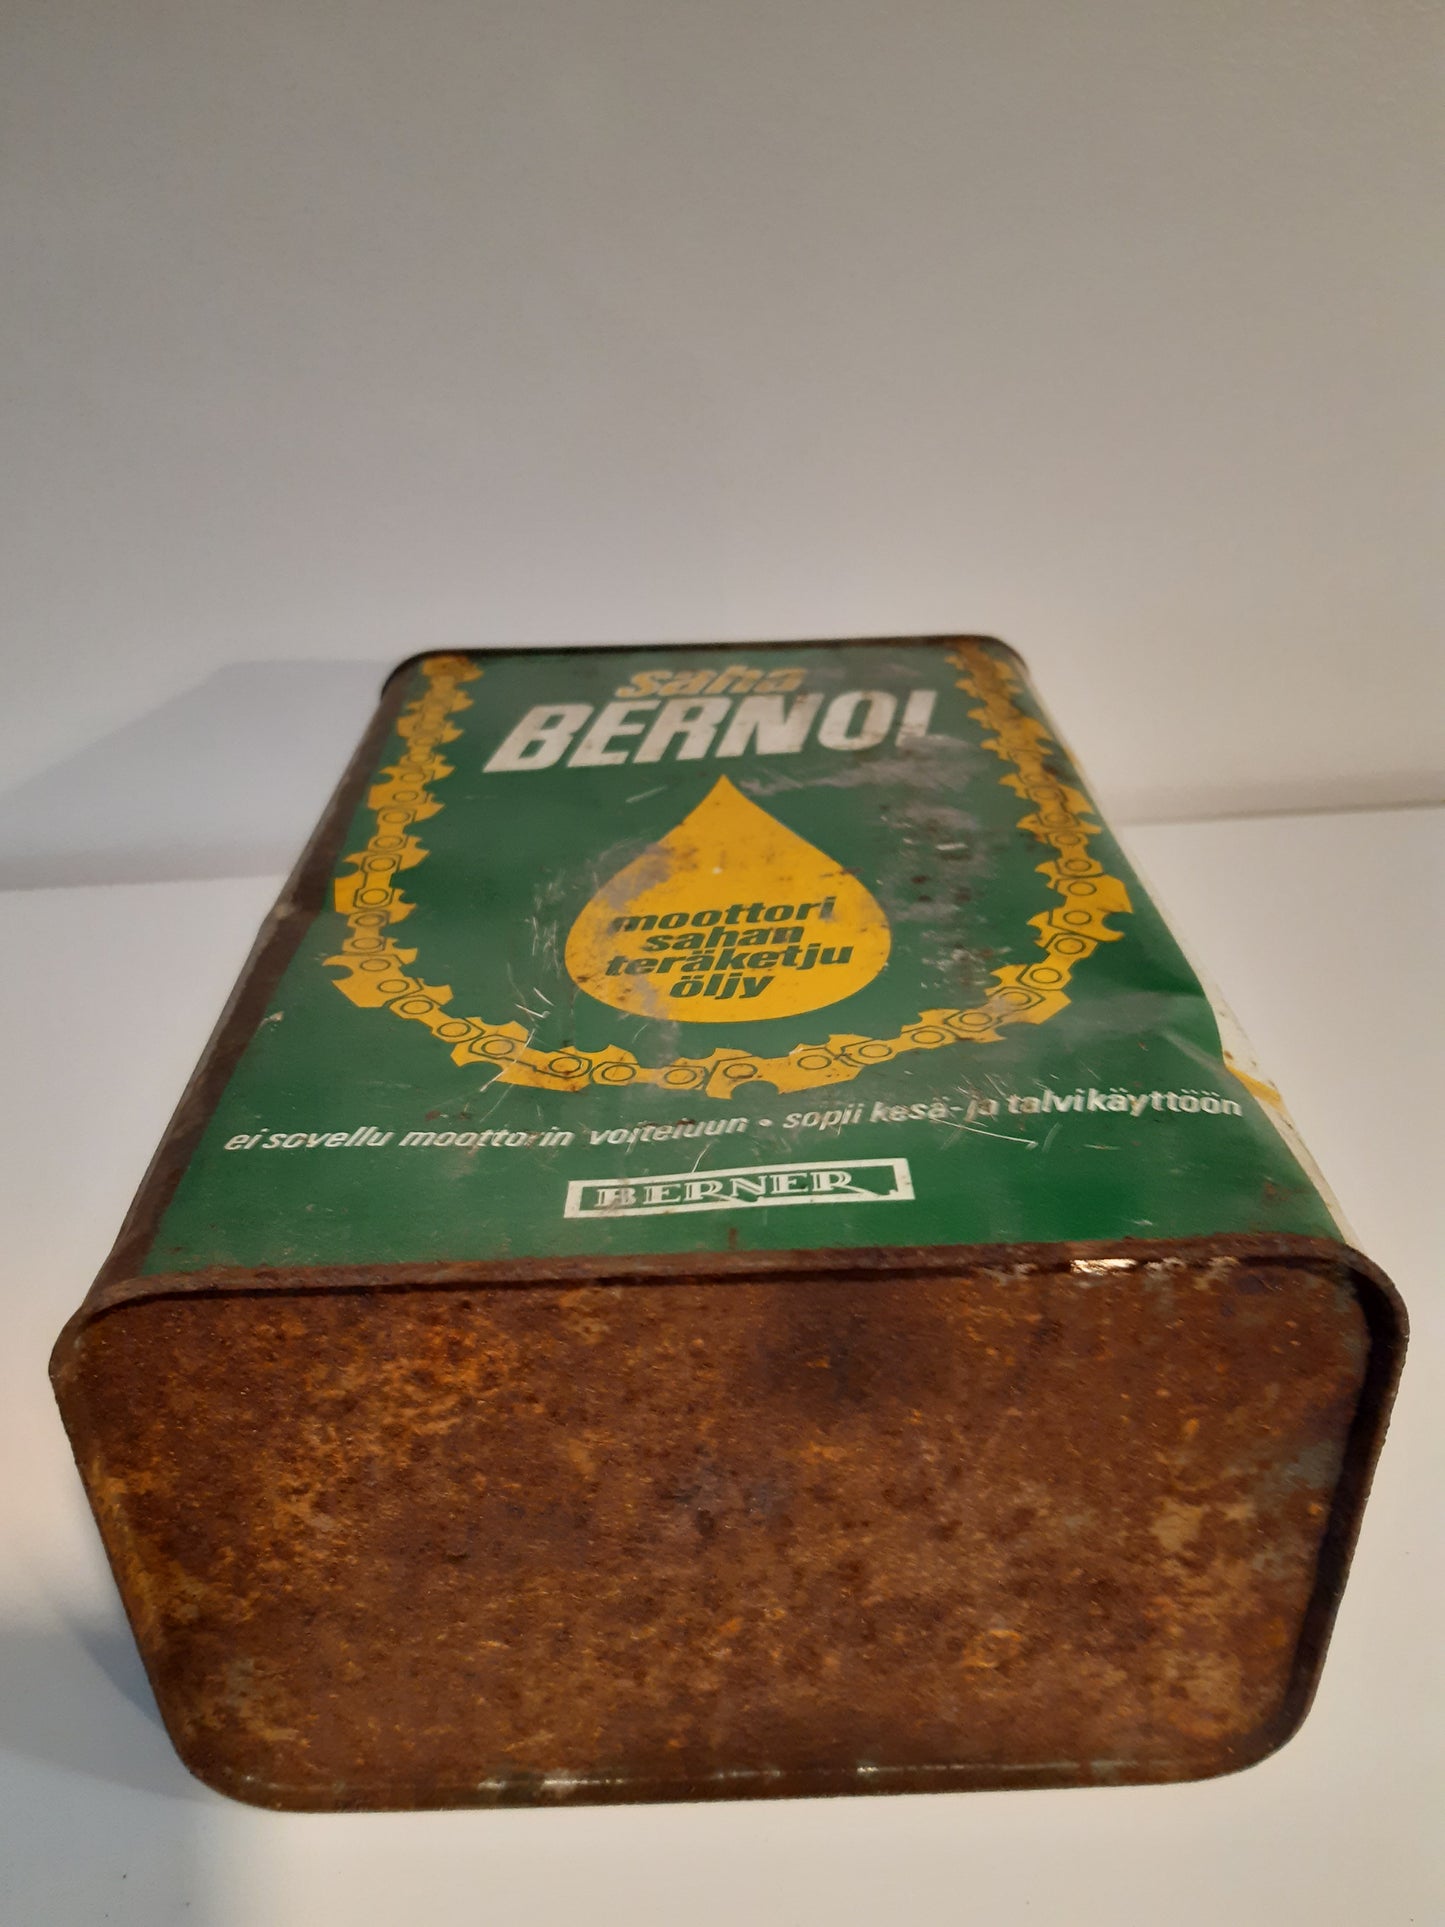 saha
BERNOL
moottori
sahan
teräketju
öljy
ei sovellu moottorin voiteluun • sopii kesä- ja talvikäyttöön
BERNER